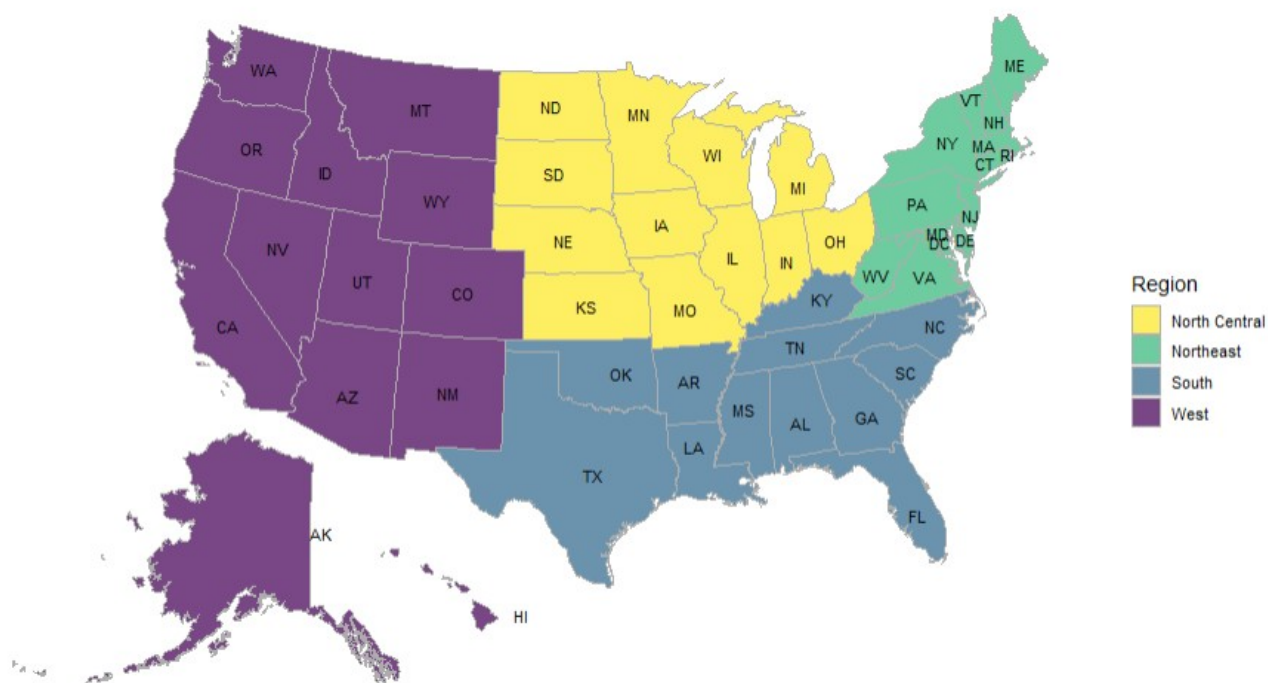 ME
WA
VT
MT
ND
MN
NH
OR
NY
MA
RI
WI
CT
ID
SD
MI
WY
PA
NJ
IA
MD
NV
NE
OH
DC
DE
IL
IN
UT
WV
VA
CO
KY
Region
KS
MO
North Central
CA
NC
TN
Northeast
OK
AR
SC
South
AZ
NM
MS
GA
West
AL
LA
TX
FL
AK
HI